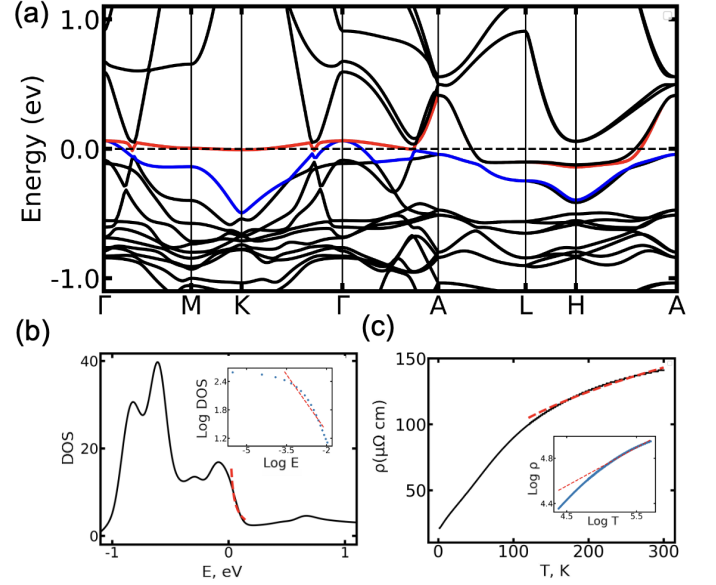 (a)
Energy (ev)
1.0
0.0
-1.0
Γ M K Γ A L H A
(b)
DOS
40
20
0
-1 0 1
E, eV
Log DOS
2.4
1.8
1.2
-5 -3.5 -2
Log E
(c)
ρ(μΩ cm)
150
100
50
0 100 200 300
T, K
Log ρ
4.8
4.4
4.5 5.5
Log T